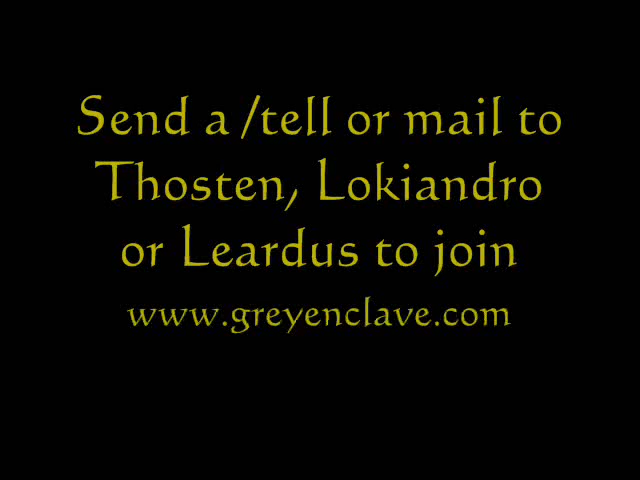 Send a /tell or mail to
Thosten, Lokiandro
or Leardus to join
www.greyenclave.com